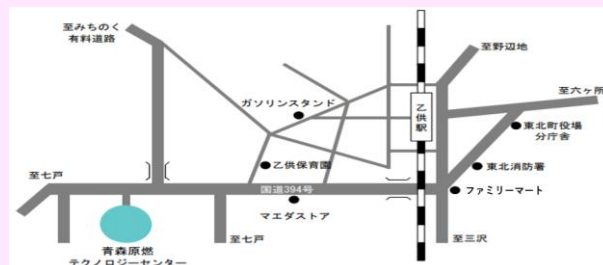 至みちのく
有料道路
至野辺地
至六ヶ所
ガソリンスタンド
乙供駅
東北町役場
分庁舎
乙供保育園
東北消防署
至七戸
国道394号
ファミリーマート
マエダストア
至七戸
至三沢
青森原燃
テクノロジーセンター